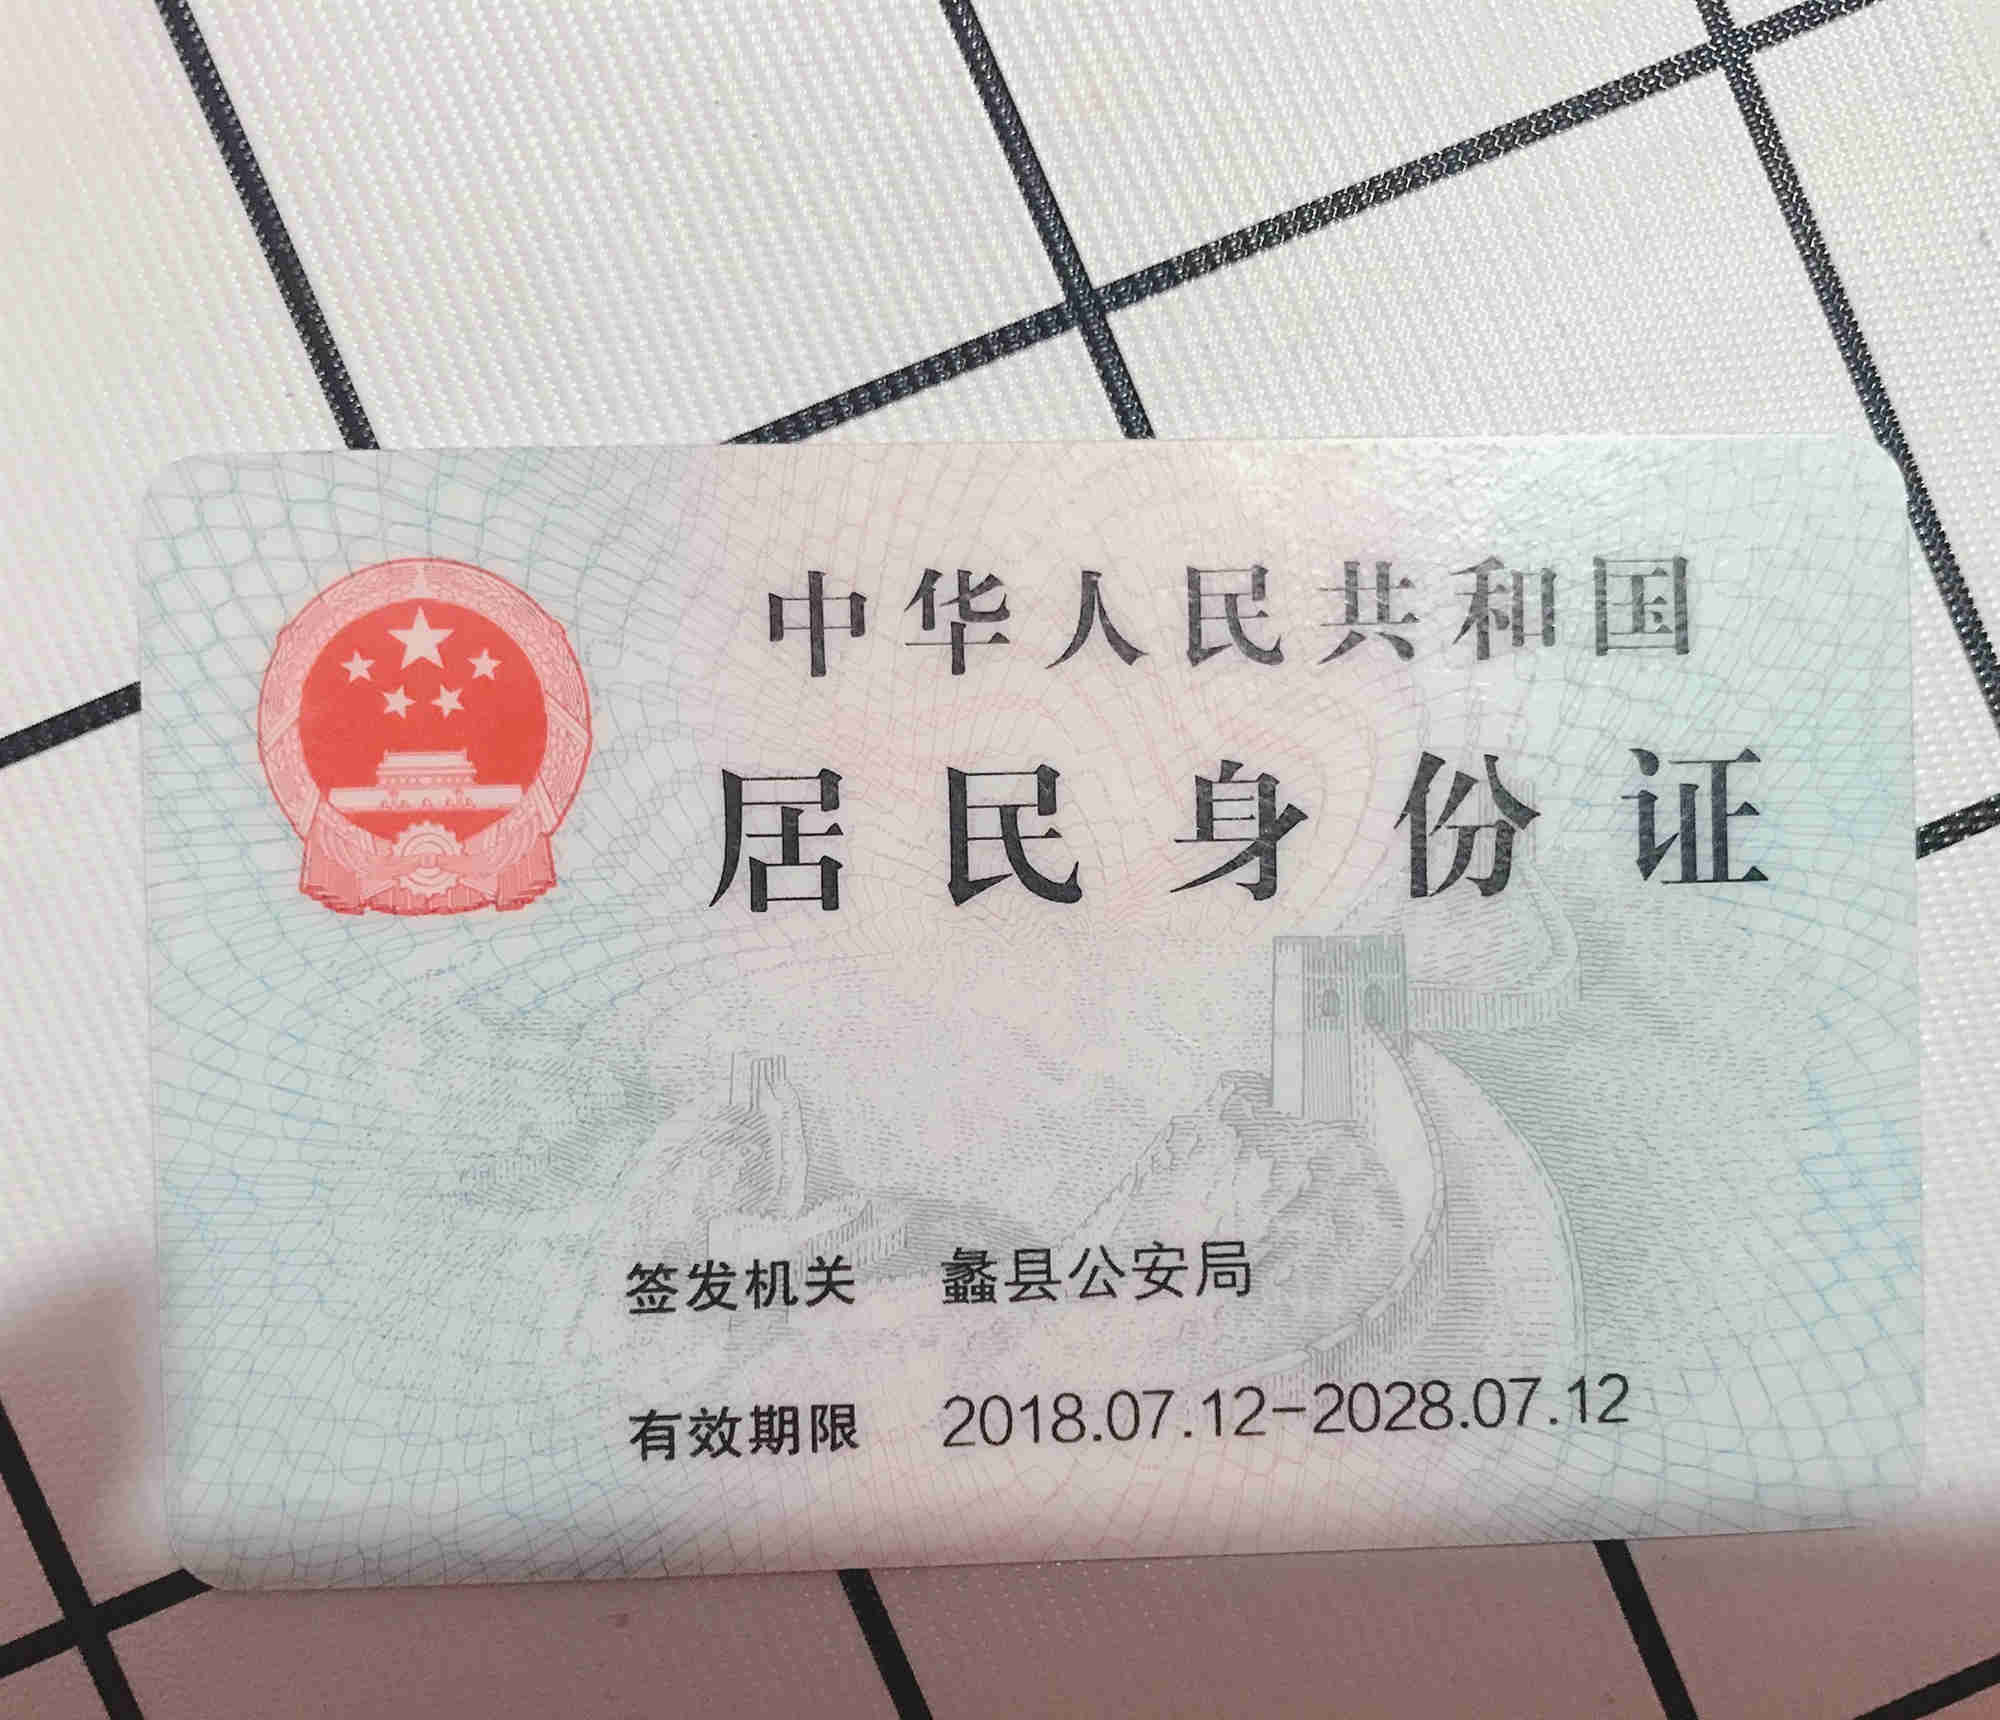 中华人民共和国
居民身份证
签发机关 蠡县公安局
有效期限 2018.07.12-2028.07.12